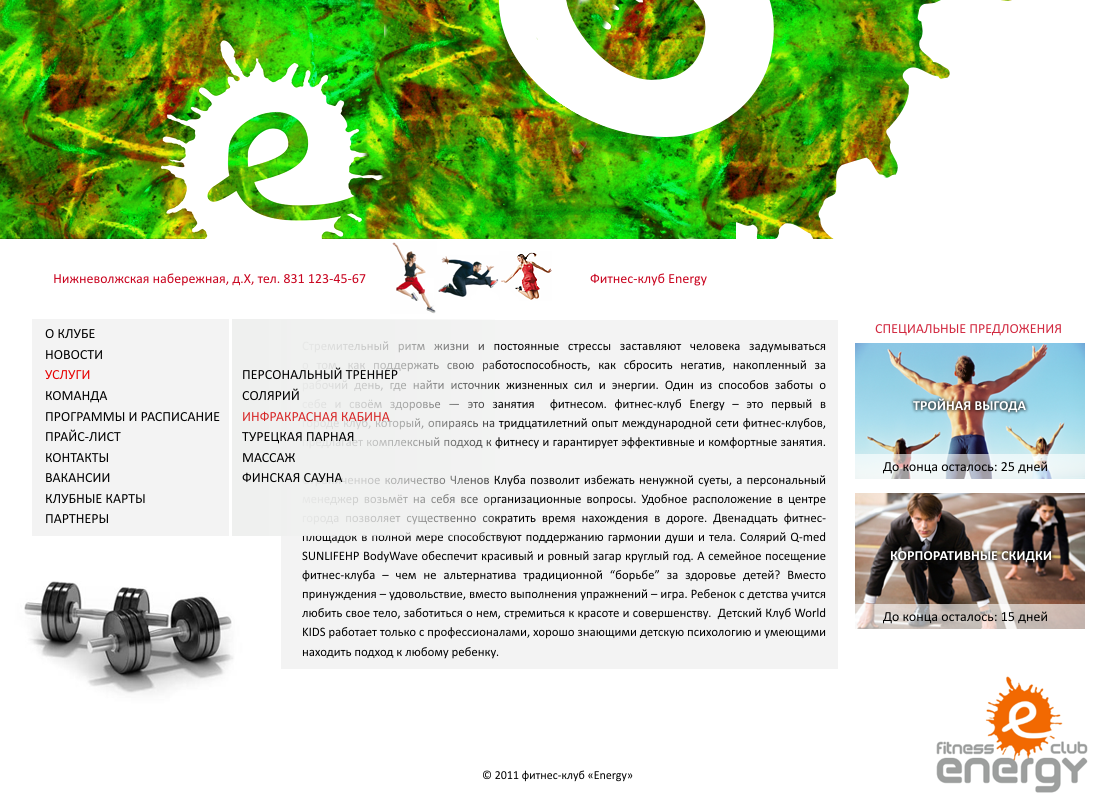 e
Нижневолжская набережная, д.Х, тел. 831 123-45-67
Фитнес-клуб Energy
О КЛУБЕ
НОВОСТИ
УСЛУГИ
КОМАНДА
ПРОГРАММЫ И РАСПИСАНИЕ
ПРАЙС-ЛИСТ
КОНТАКТЫ
ВАКАНСИИ
КЛУБНЫЕ КАРТЫ
ПАРТНЕРЫ
ПЕРСОНАЛЬНЫЙ ТРЕННЕР
СОЛЯРИЙ
ИНФРАКРАСНАЯ КАБИНА
ТУРЕЦКАЯ ПАРНАЯ
МАССАЖ
ФИНСКАЯ САУНА
Стремительный ритм жизни и постоянные стрессы заставляют человека задумываться
как поддержать свою работоспособность, как сбросить негатив, накопленный за
рабочий день, где найти источник жизненных сил и энергии. Один из способов заботы о
себе и своём здоровье — это занятия фитнесом. фитнес-клуб Energy – это первый в
городе клуб, который, опираясь на тридцатилетний опыт международной сети фитнес-клубов,
комплексный подход к фитнесу и гарантирует эффективные и комфортные занятия.
количество Членов Клуба позволит избежать ненужной суеты, а персональный
менеджер возьмёт на себя все организационные вопросы. Удобное расположение в центре
города позволяет существенно сократить время нахождения в дороге. Двенадцать фитнес-
площадок в полной мере способствуют поддержанию гармонии души и тела. Солярий Q-med
SUNLIFEHP BodyWave обеспечит красивый и ровный загар круглый год. А семейное посещение
фитнес-клуба – чем не альтернатива традиционной “борьбе” за здоровье детей? Вместо
принуждения – удовольствие, вместо выполнения упражнений – игра. Ребенок с детства учится
любить свое тело, заботиться о нем, стремиться к красоте и совершенству. Детский Клуб World
KIDS работает только с профессионалами, хорошо знающими детскую психологию и умеющими
находить подход к любому ребенку.
СПЕЦИАЛЬНЫЕ ПРЕДЛОЖЕНИЯ
ТРОЙНАЯ ВЫГОДА
До конца осталось: 25 дней
КОРПОРАТИВНЫЕ СКИДКИ
До конца осталось: 15 дней
e
fitness club
energy
© 2011 фитнес-клуб «Energy»